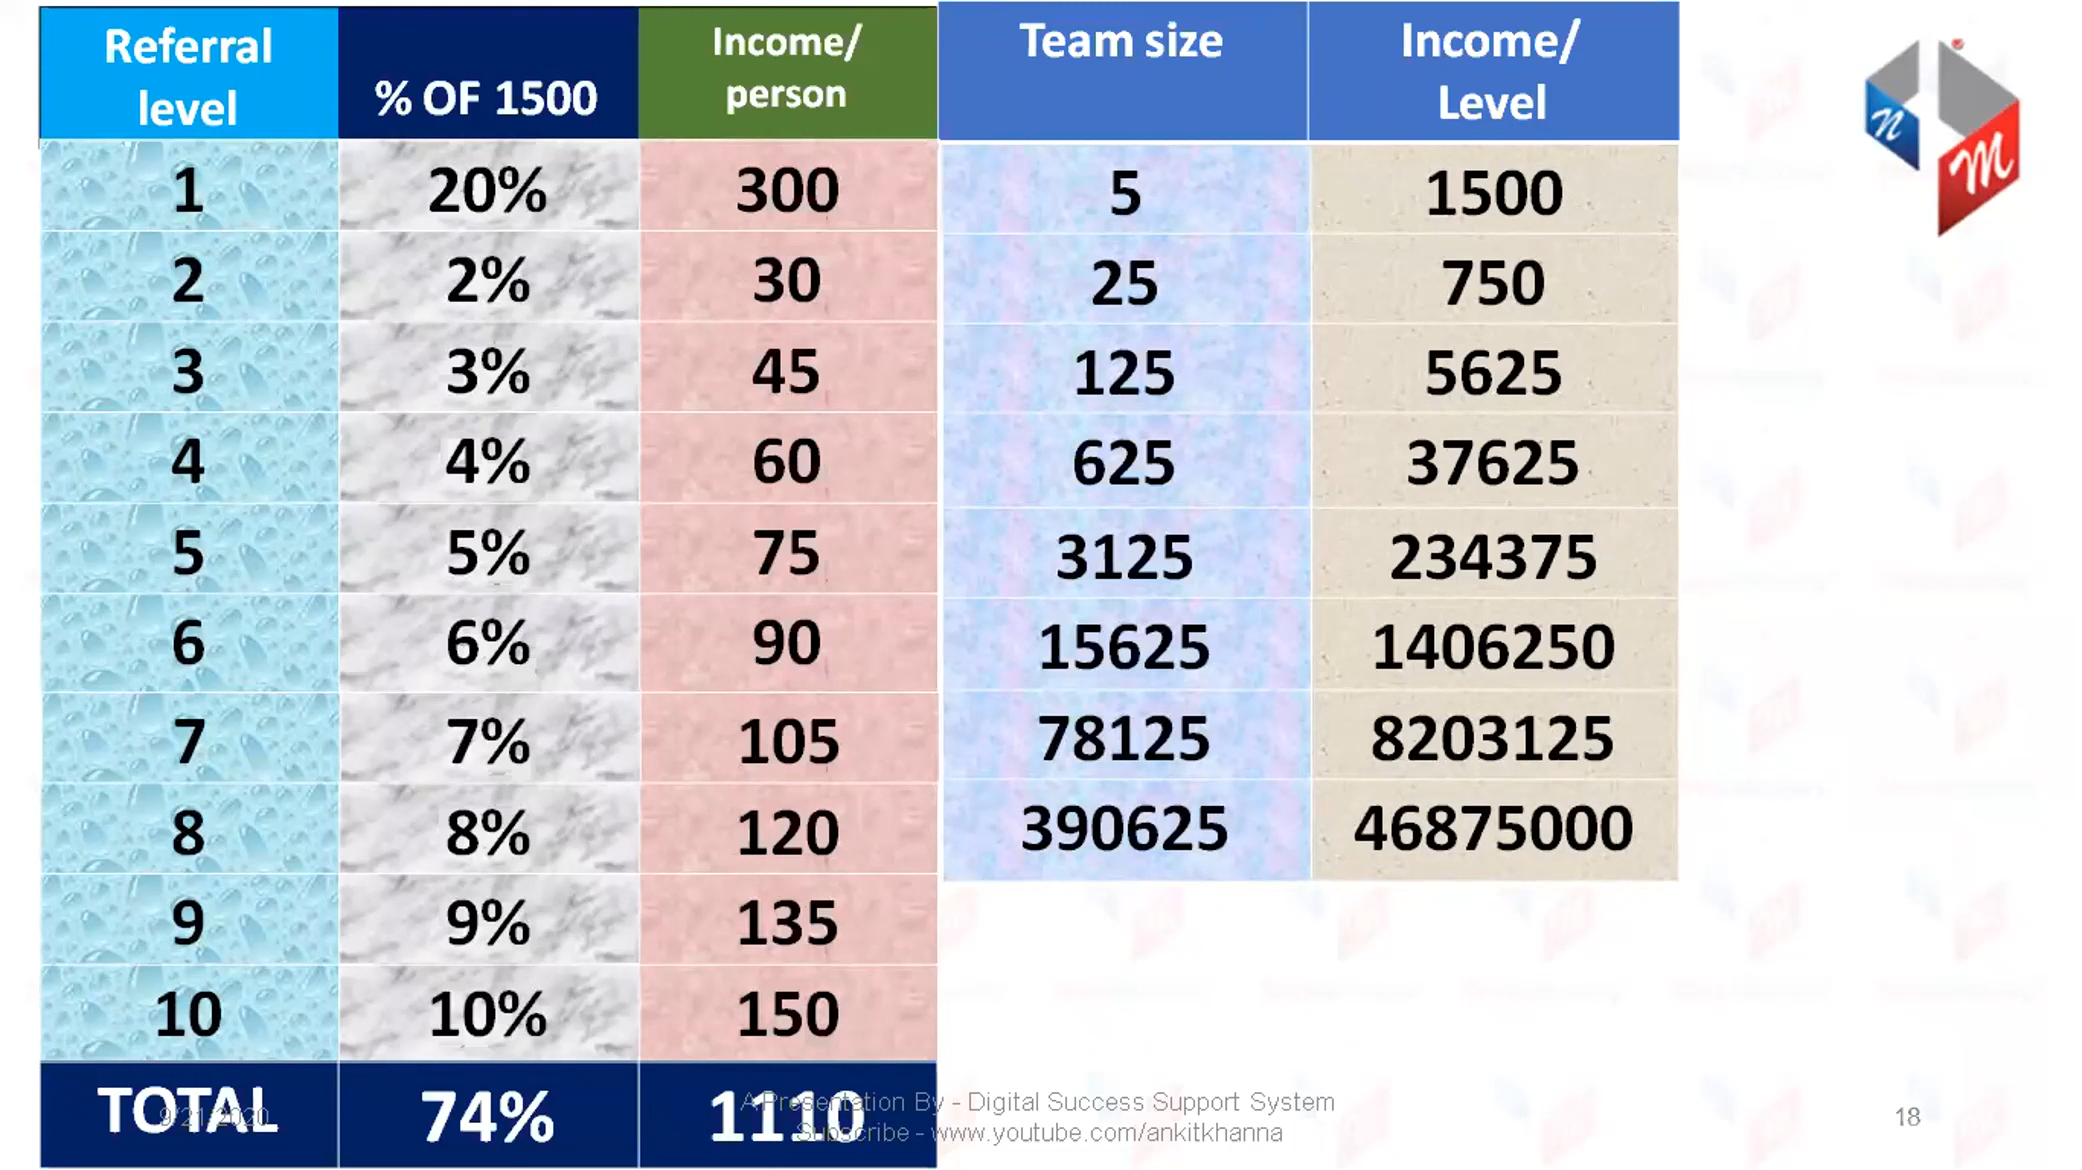 Referral level % OF 1500 Income/ person Team size Income/ Level
1 20% 300 5 1500
2 2% 30 25 750
3 3% 45 125 5625
4 4% 60 625 37625
5 5% 75 3125 234375
6 6% 90 15625 1406250
7 7% 105 78125 8203125
8 8% 120 390625 46875000
9 9% 135
10 10% 150
TOTAL 74% 1110
9/21/2020
A Presentation By - Digital Success Support System
Subscribe - www.youtube.com/ankitkhanna
18
n M